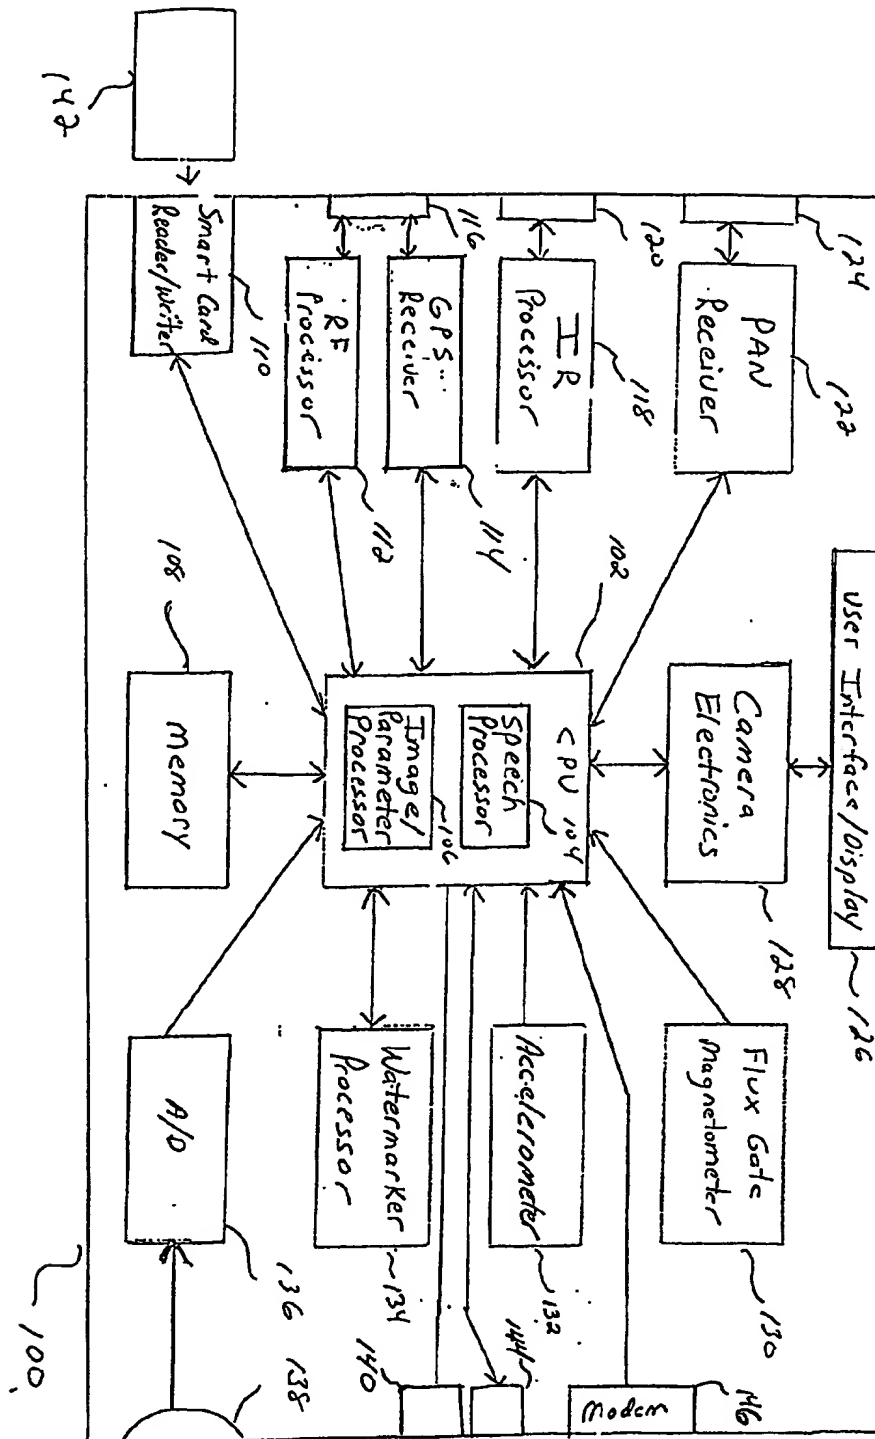 124
User Interface/Display
126
122
PAN
Receiver
Camera
Electronics
128
Flux Gate
Magnetometer
130
146
Modem
120
118
IR
Processor
102
CPU 104
Speech
Processor
Accelerometer
132
144
116
114
GPS
Receiver
Image/
Parameter
Processor
106
Watermarker
Processor
134
140
112
RF
Processor
110
Smart Card
Reader/Writer
108
Memory
A/D
136
138
142
100